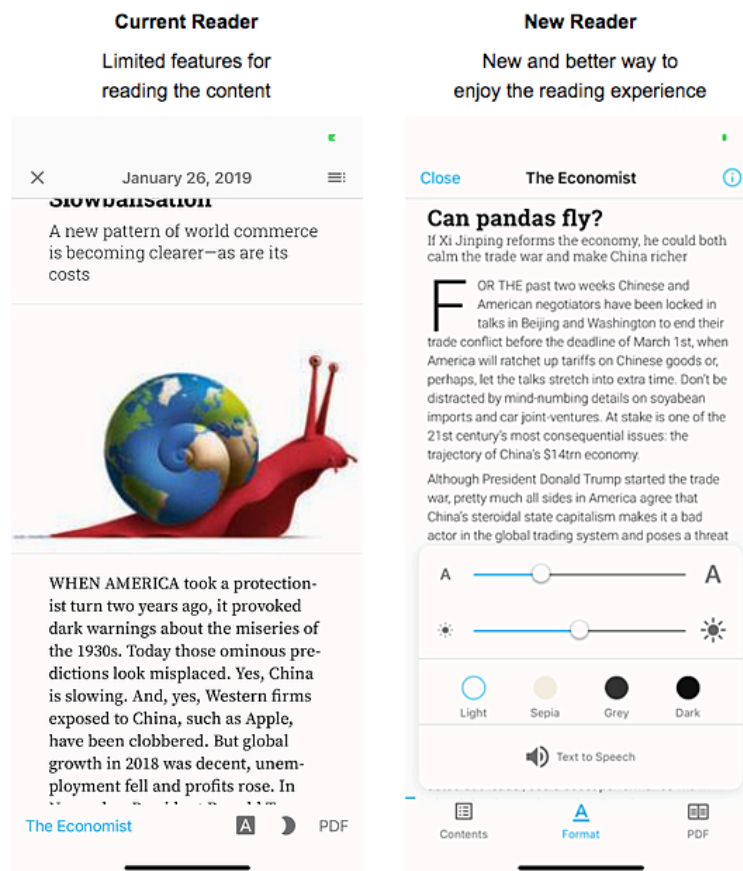 Current Reader
Limited features for
reading the content
× January 26, 2019
Slowbalisation
A new pattern of world commerce
is becoming clearer—as are its
costs
WHEN AMERICA took a protection-
ist turn two years ago, it provoked
dark warnings about the miseries of
the 1930s. Today those ominous pre-
dictions look misplaced. Yes, China
is slowing. And, yes, Western firms
exposed to China, such as Apple,
have been clobbered. But global
growth in 2018 was decent, unem-
ployment fell and profits rose. In
The Economist A PDF
New Reader
New and better way to
enjoy the reading experience
Close The Economist i
Can pandas fly?
If Xi Jinping reforms the economy, he could both
calm the trade war and make China richer
FOR THE past two weeks Chinese and
American negotiators have been locked in
talks in Beijing and Washington to end their
trade conflict before the deadline of March 1st, when
America will ratchet up tariffs on Chinese goods or,
perhaps, let the talks stretch into extra time. Don't be
distracted by mind-numbing details on soyabean
imports and car joint-ventures. At stake is one of the
21st century's most consequential issues: the
trajectory of China's $14trn economy.
Although President Donald Trump started the trade
war, pretty much all sides in America agree that
China's steroidal state capitalism makes it a bad
actor in the global trading system and poses a threat
A A
Light Sepia Grey Dark
Text to Speech
Contents A Format PDF